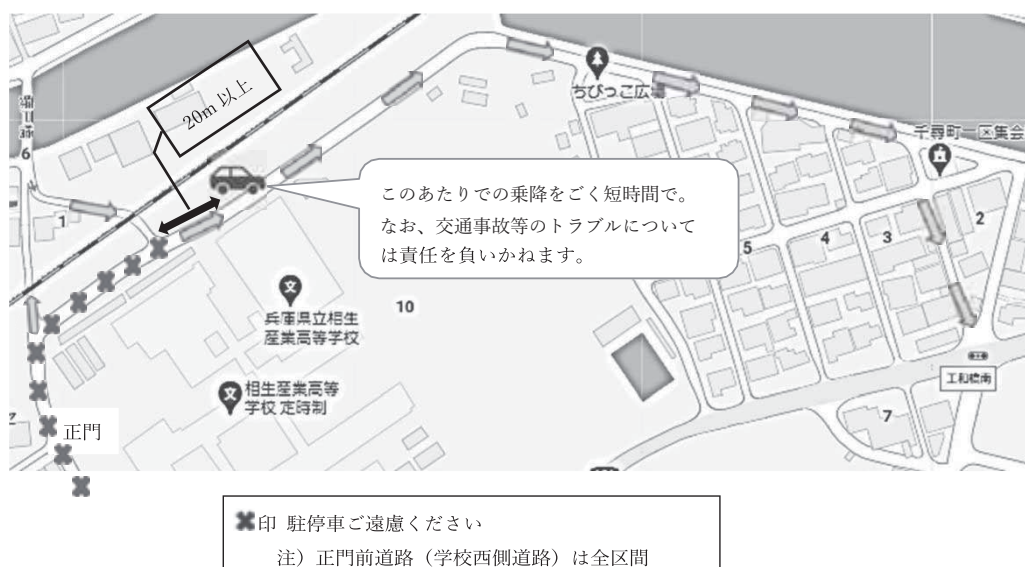 20m 以上
ちびっこ広場
千尋町一区集会
6
1
このあたりでの乗降をごく短時間で。
なお、交通事故等のトラブルについて
は責任を負いかねます。
2
3
4
5
10
兵庫県立相生
産業高等学校
相生産業高等
学校 定時制
工和橋南
7
正門
✖印 駐停車ご遠慮ください
注）正門前道路（学校西側道路）は全区間